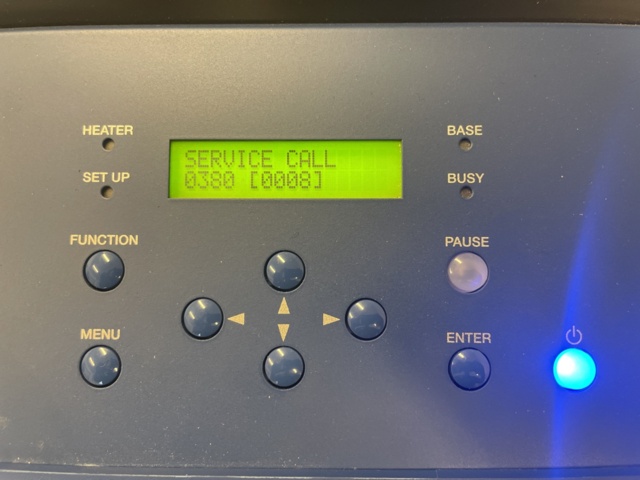 HEATER
BASE
SERVICE CALL
0380 [0008]
SET UP
BUSY
FUNCTION
PAUSE
MENU
ENTER